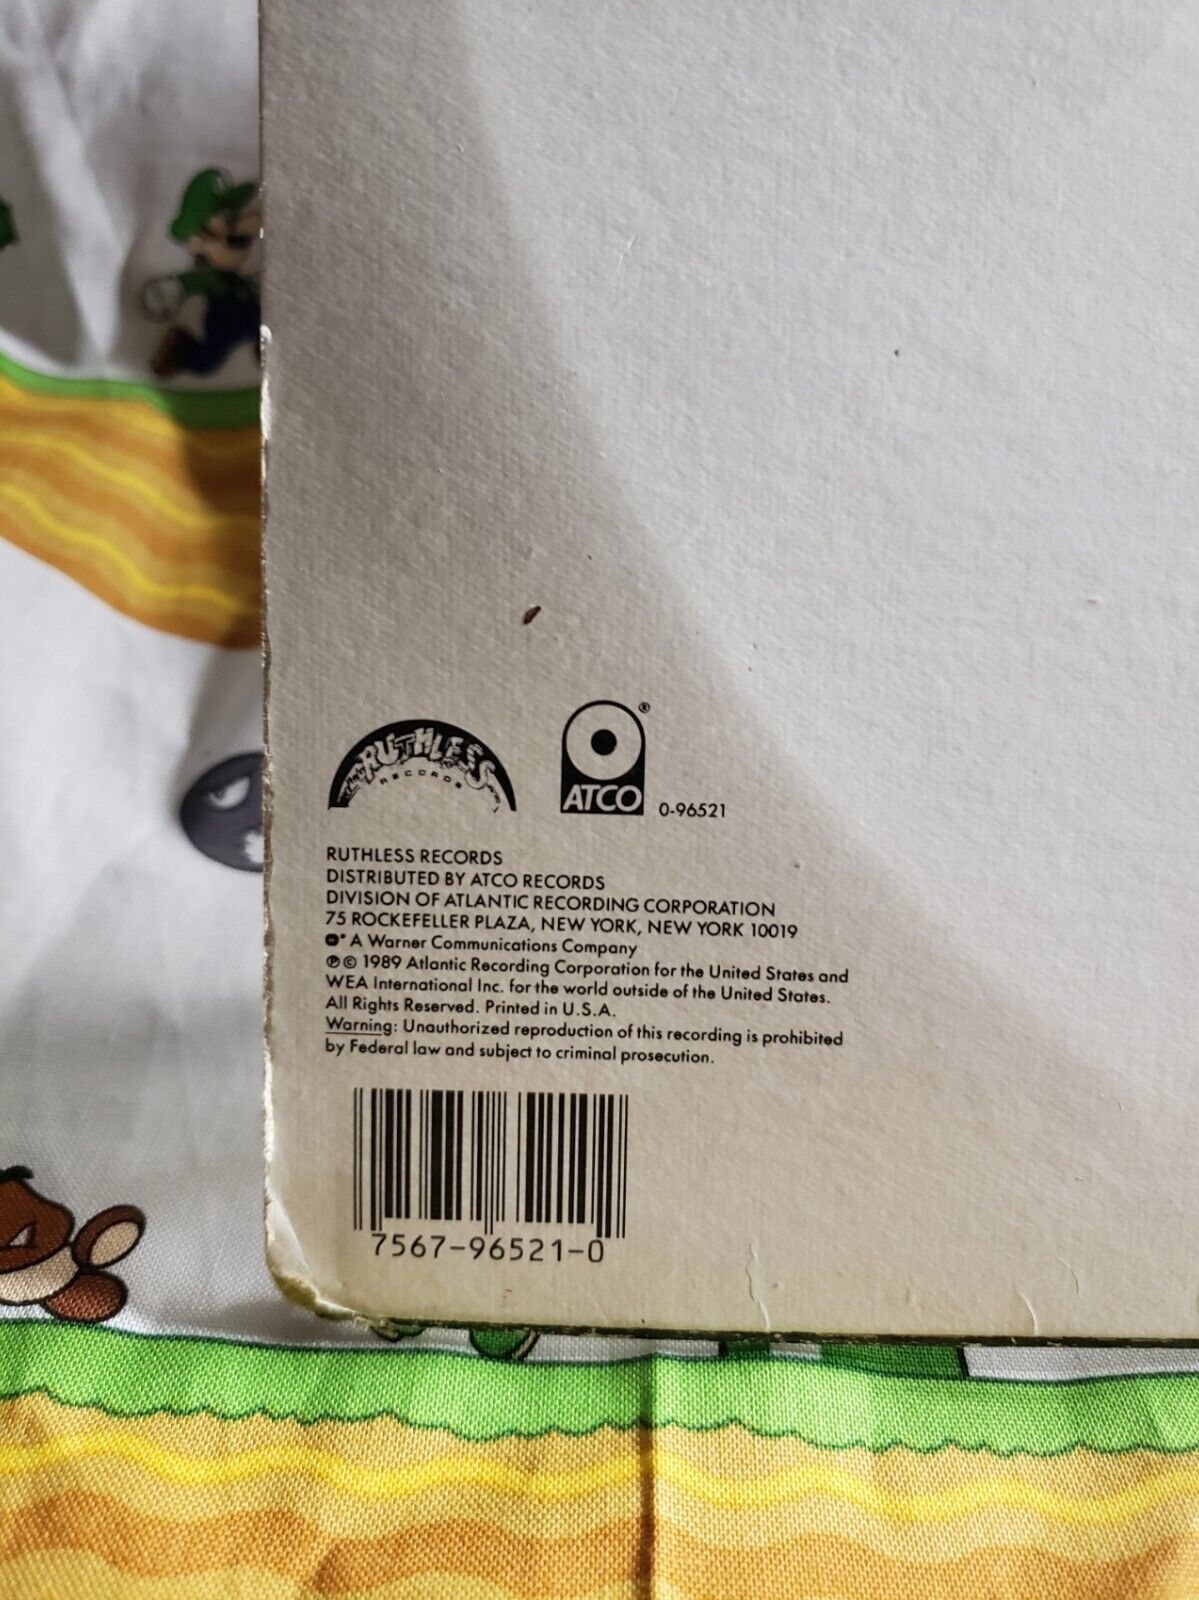 RUTHLESS
RECORDS
ATCO
®
0-96521
RUTHLESS RECORDS
DISTRIBUTED BY ATCO RECORDS
DIVISION OF ATLANTIC RECORDING CORPORATION
75 ROCKEFELLER PLAZA, NEW YORK, NEW YORK 10019
A Warner Communications Company
℗ © 1989 Atlantic Recording Corporation for the United States and
WEA International Inc. for the world outside of the United States.
All Rights Reserved. Printed in U.S.A.
Warning: Unauthorized reproduction of this recording is prohibited
by Federal law and subject to criminal prosecution.
7567-96521-0